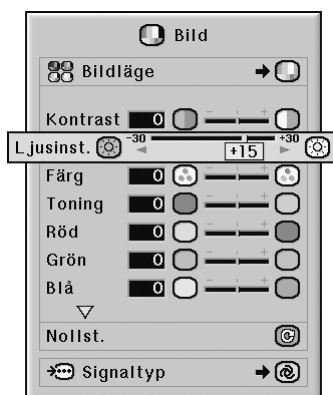 Bild
Bildläge
Kontrast 0 - +
Ljusinst. -30 +15 +30
Färg 0 - +
Toning 0 - +
Röd 0 - +
Grön 0 - +
Blå 0 - +
Nollst.
Signaltyp